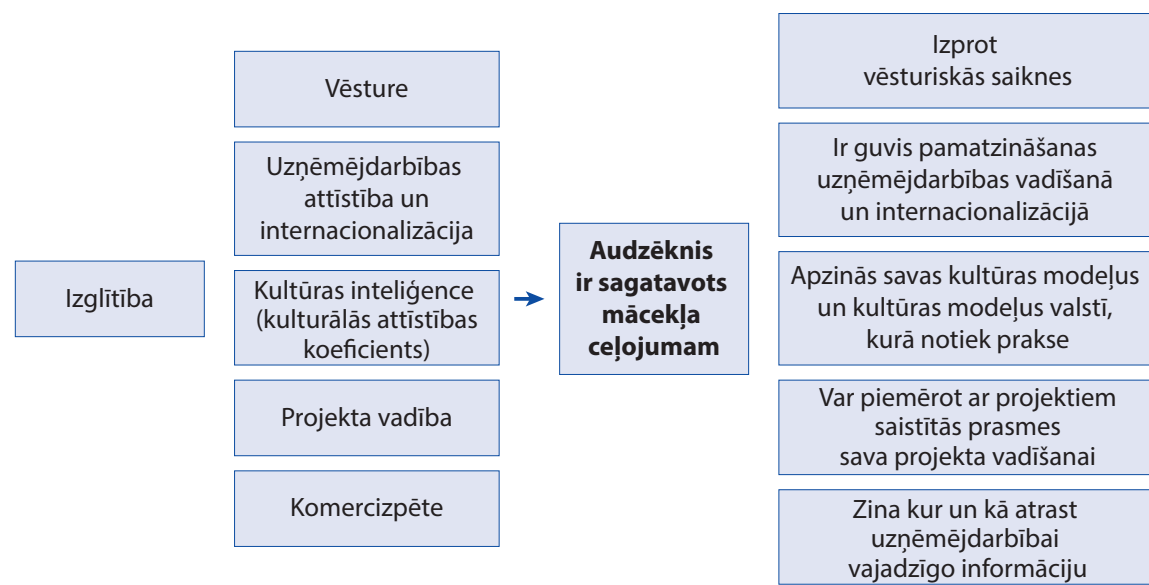 Izglītība
Vēsture
Uzņēmējdarbības
attīstība un
internacionalizācija
Kultūras inteliģence
(kulturālās attīstības
koeficients)
Projekta vadība
Komercizpēte
Audzēknis
ir sagatavots
mācekļa
ceļojumam
Izprot
vēsturiskās saiknes
Ir guvis pamatzināšanas
uzņēmējdarbības vadīšanā
un internacionalizācijā
Apzinās savas kultūras modeļus
un kultūras modeļus valstī,
kurā notiek prakse
Var piemērot ar projektiem
saistītās prasmes
sava projekta vadīšanai
Zina kur un kā atrast
uzņēmējdarbībai
vajadzīgo informāciju